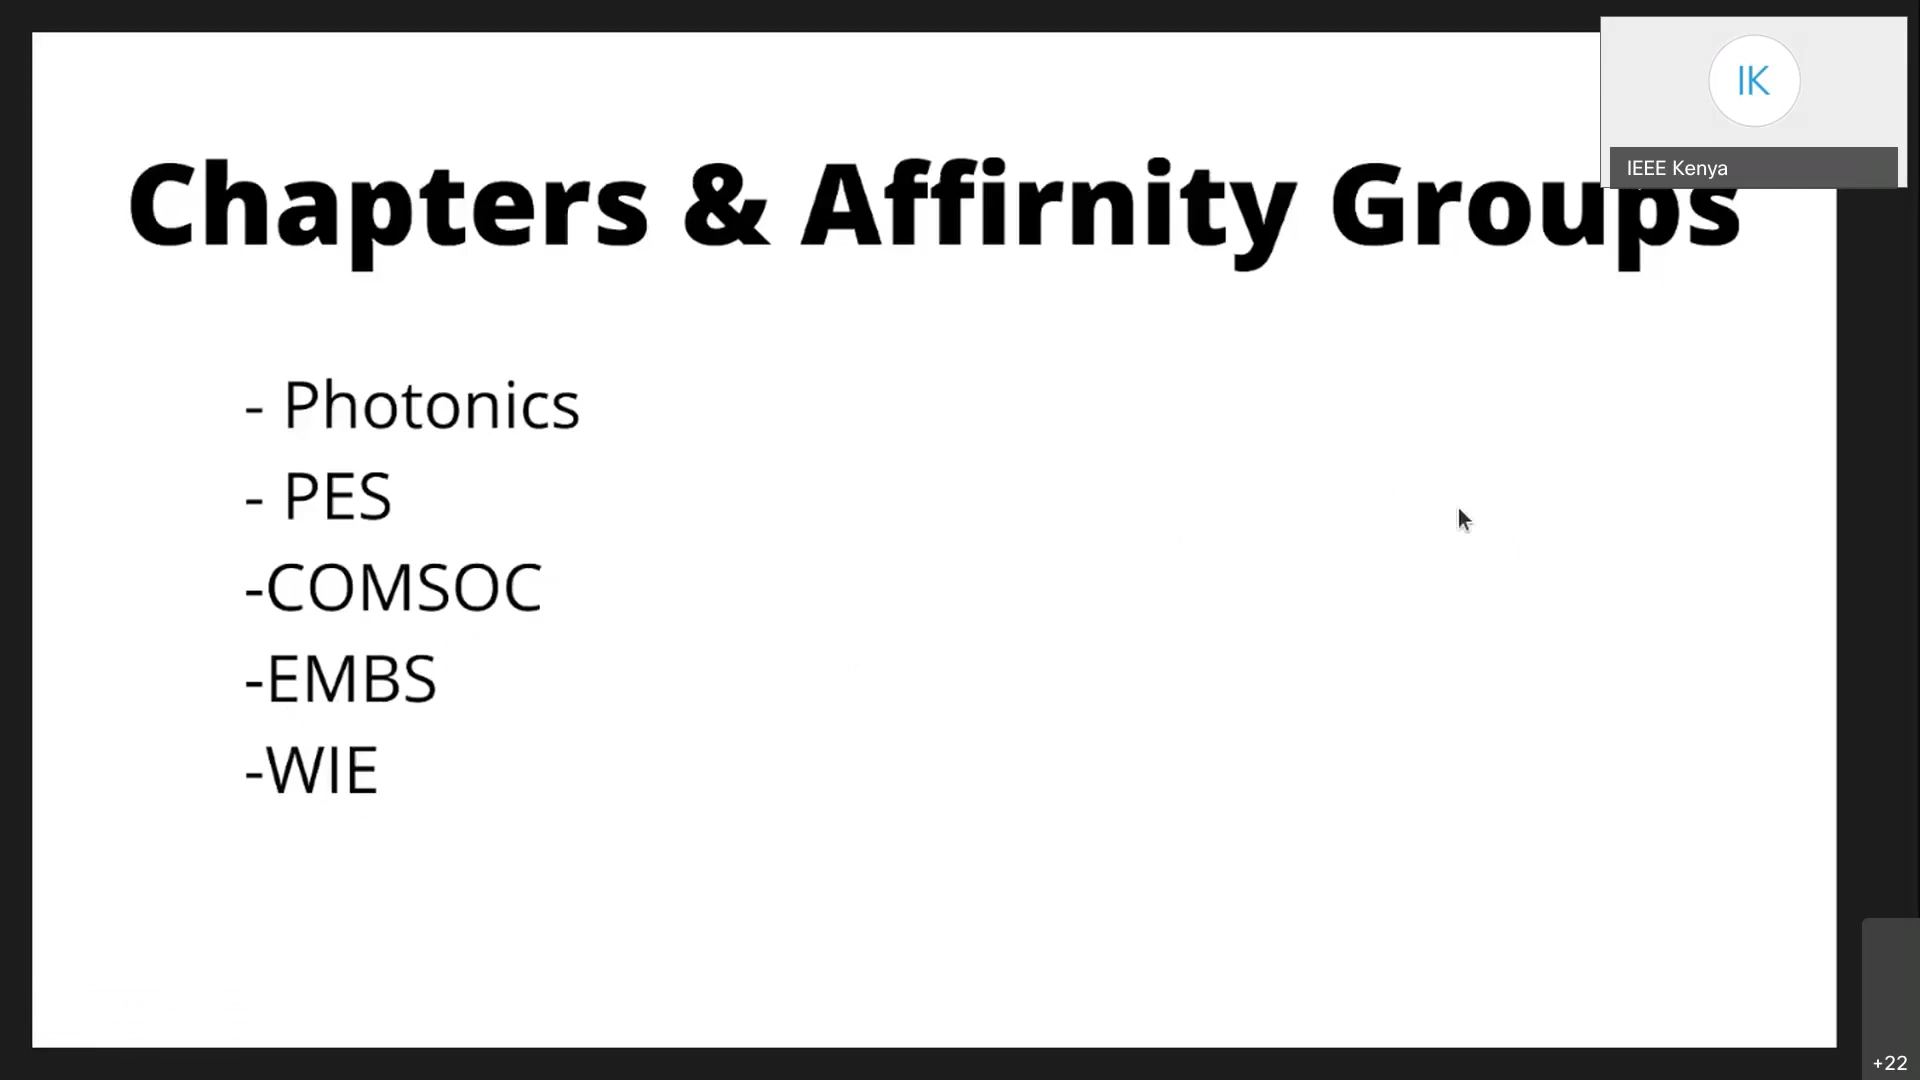 IK
IEEE Kenya
Chapters & Affirnity Groups
- Photonics
- PES
-COMSOC
-EMBS
-WIE
+22